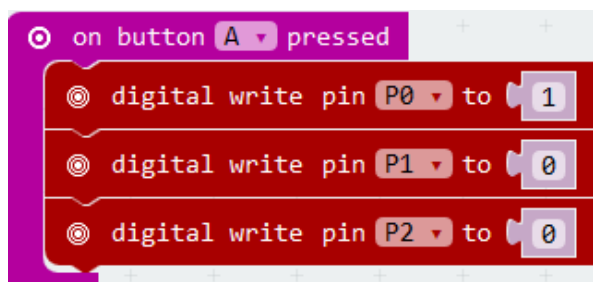 on button A pressed
digital write pin P0 to 1
digital write pin P1 to 0
digital write pin P2 to 0